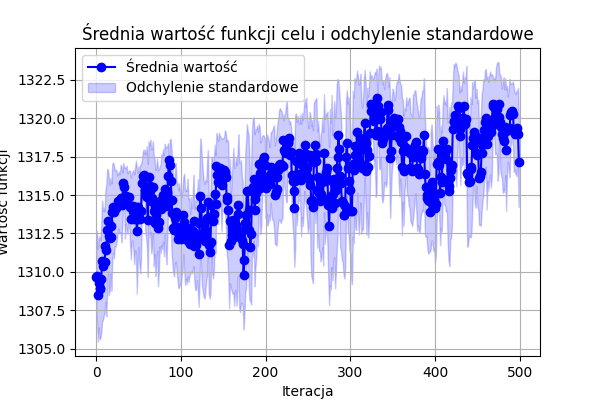 Średnia wartość funkcji celu i odchylenie standardowe
Średnia wartość
Odchylenie standardowe
1322.5
1320.0
1317.5
1315.0
1312.5
1310.0
1307.5
1305.0
Wartość funkcji
0 100 200 300 400 500
Iteracja